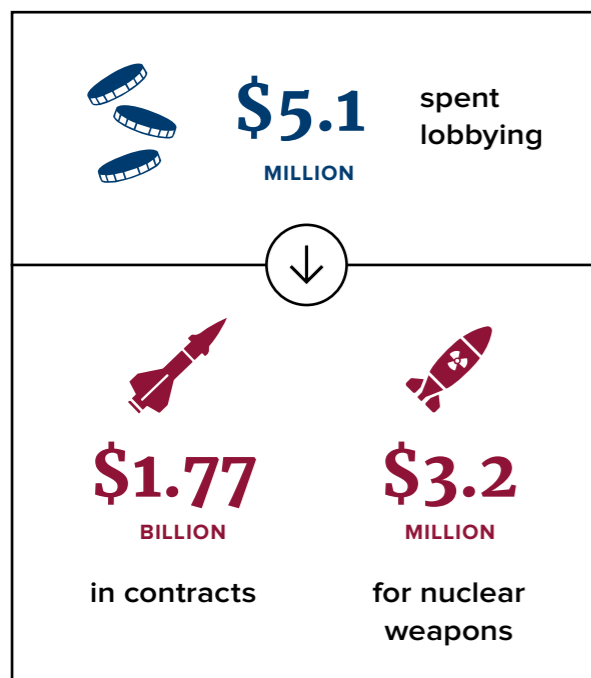 $5.1
MILLION
spent
lobbying
$1.77
BILLION
in contracts
$3.2
MILLION
for nuclear
weapons